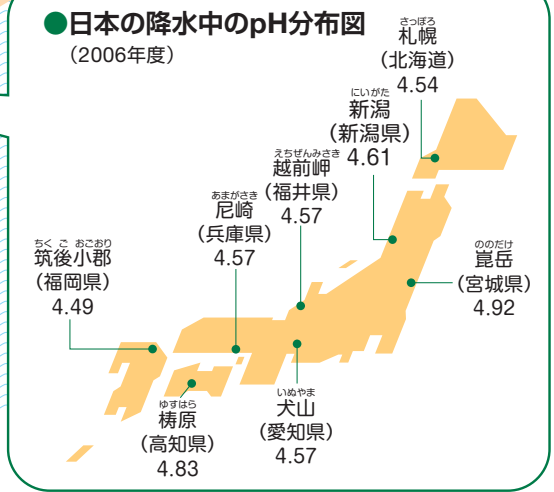 ●日本の降水中のpH分布図
（2006年度）
さっぽろ
札幌
（北海道）
4.54
にいがた
新潟
（新潟県）
4.61
えちぜんみさき
越前岬
（福井県）
4.57
あまがさき
尼崎
（兵庫県）
4.57
ちくごおごおり
筑後小郡
（福岡県）
4.49
ののだけ
篦岳
（宮城県）
4.92
いぬやま
犬山
（愛知県）
4.57
ゆすはら
梼原
（高知県）
4.83